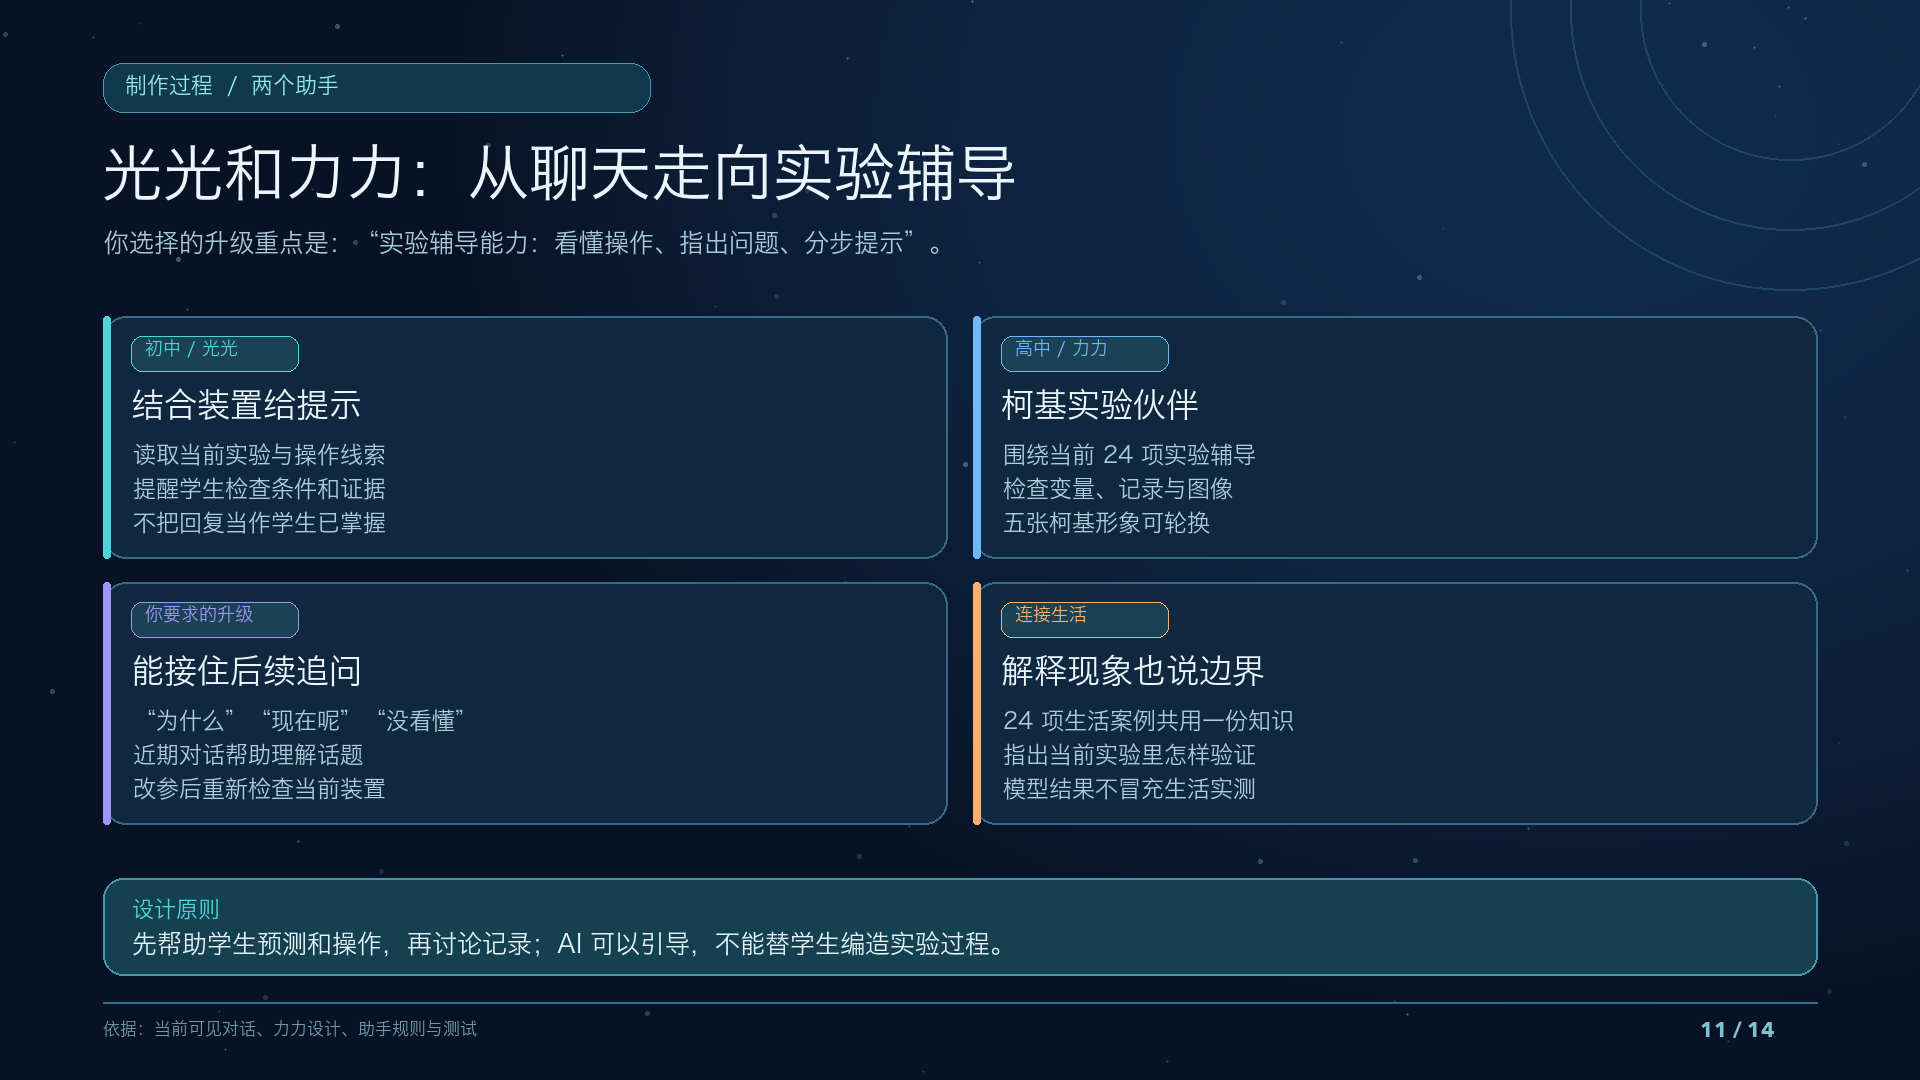 制作过程 / 两个助手
光光和力力：从聊天走向实验辅导
你选择的升级重点是：“实验辅导能力：看懂操作、指出问题、分步提示”。
初中 / 光光
结合装置给提示
读取当前实验与操作线索
提醒学生检查条件和证据
不把回复当作学生已掌握
高中 / 力力
柯基实验伙伴
围绕当前 24 项实验辅导
检查变量、记录与图像
五张柯基形象可轮换
你要求的升级
能接住后续追问
“为什么”“现在呢”“没看懂”
近期对话帮助理解话题
改参后重新检查当前装置
连接生活
解释现象也说边界
24 项生活案例共用一份知识
指出当前实验里怎样验证
模型结果不冒充生活实测
设计原则
先帮助学生预测和操作，再讨论记录；AI 可以引导，不能替学生编造实验过程。
依据：当前可见对话、力力设计、助手规则与测试
11 / 14